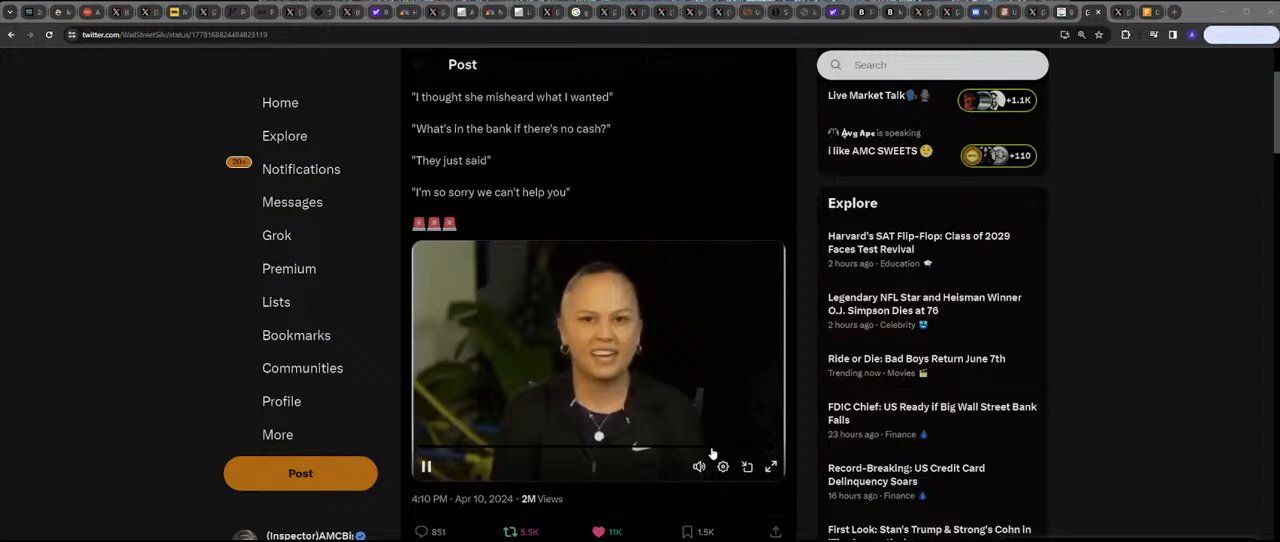 twitter.com/WallStreetSilv/status/1778168824484823119
Post
Search
"I thought she misheard what I wanted"
"What's in the bank if there's no cash?"
"They just said"
"I'm so sorry we can't help you"
4:10 PM · Apr 10, 2024 · 2M Views
851
5.5K
11K
1.5K
Home
Explore
20+
Notifications
Messages
Grok
Premium
Lists
Bookmarks
Communities
Profile
More
Post
(Inspector)AMCBi
Live Market Talk
+1.1K
Avg Ape is speaking
i like AMC SWEETS
+110
Explore
Harvard's SAT Flip-Flop: Class of 2029
Faces Test Revival
2 hours ago · Education
Legendary NFL Star and Heisman Winner
O.J. Simpson Dies at 76
2 hours ago · Celebrity
Ride or Die: Bad Boys Return June 7th
Trending now · Movies
FDIC Chief: US Ready if Big Wall Street Bank
Fails
23 hours ago · Finance
Record-Breaking: US Credit Card
Delinquency Soars
16 hours ago · Finance
First Look: Stan's Trump & Strong's Cohn in